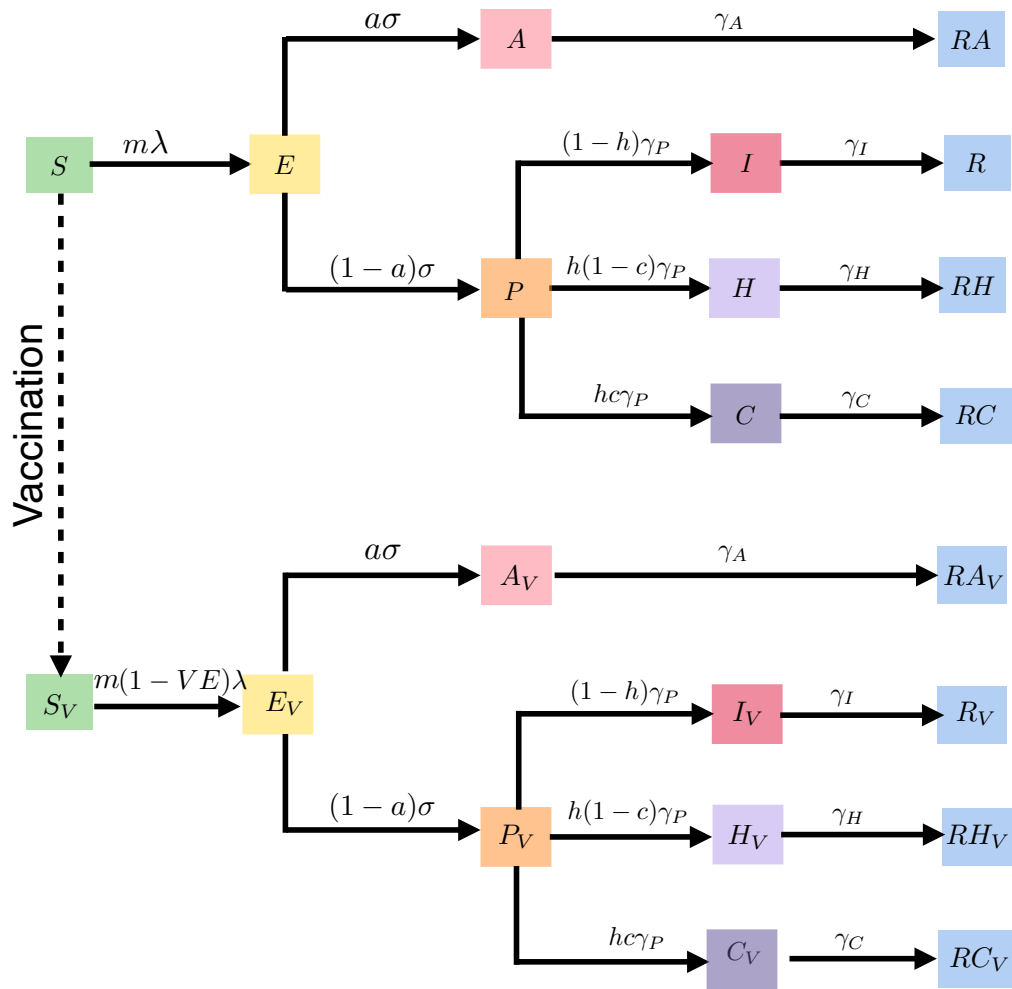 aσ A γ_A RA
S mλ E (1 − h)γ_P I γ_I R
(1 − a)σ P h(1 − c)γ_P H γ_H RH
hcγ_P C γ_C RC
Vaccination
aσ A_V γ_A RA_V
S_V m(1 − VE)λ E_V (1 − h)γ_P I_V γ_I R_V
(1 − a)σ P_V h(1 − c)γ_P H_V γ_H RH_V
hcγ_P C_V γ_C RC_V